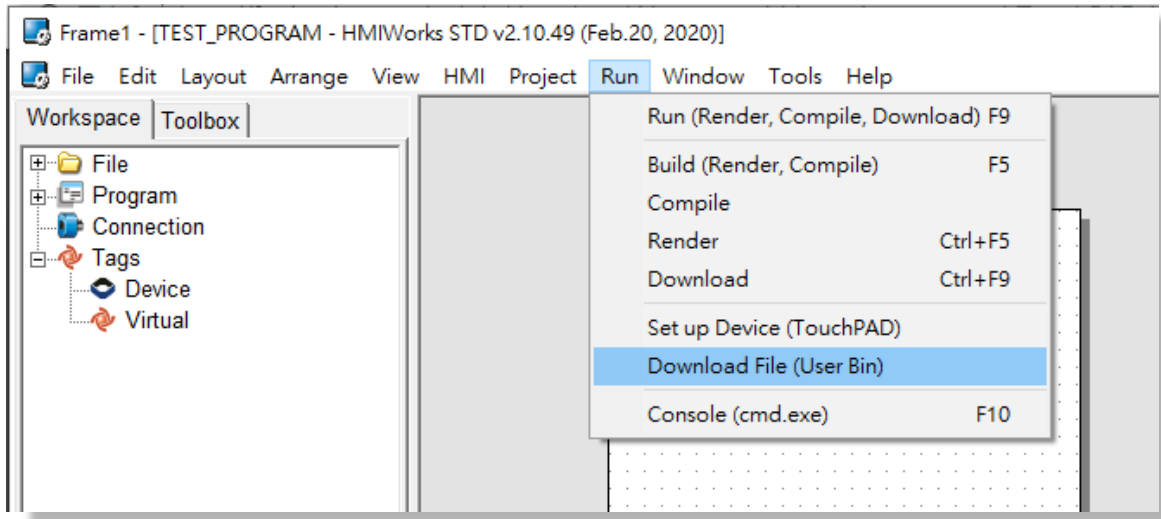 Frame1 - [TEST_PROGRAM - HMIWorks STD v2.10.49 (Feb.20, 2020)]
File Edit Layout Arrange View HMI Project Run Window Tools Help
Workspace Toolbox
File
Program
Connection
Tags
Device
Virtual
Run (Render, Compile, Download) F9
Build (Render, Compile) F5
Compile
Render Ctrl+F5
Download Ctrl+F9
Set up Device (TouchPAD)
Download File (User Bin)
Console (cmd.exe) F10